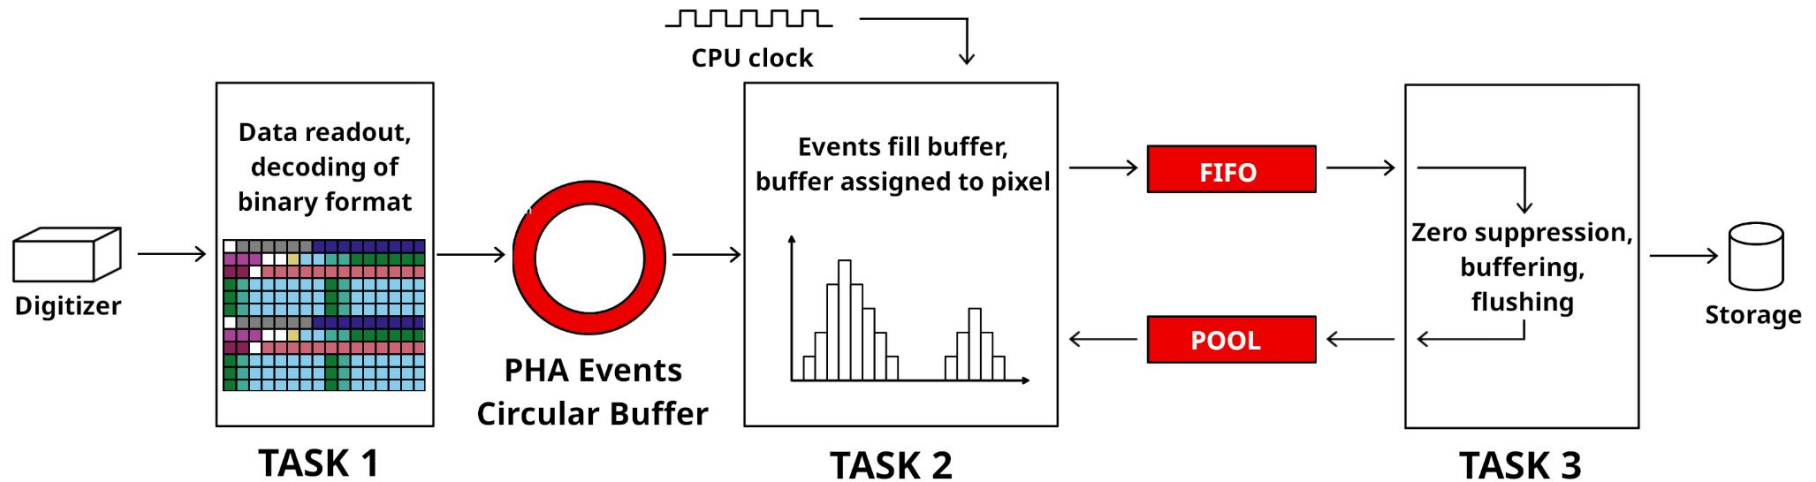 CPU clock
Data readout,
decoding of
binary format
Events fill buffer,
buffer assigned to pixel
FIFO
Zero suppression,
buffering,
flushing
Digitizer
Storage
POOL
PHA Events
Circular Buffer
TASK 1
TASK 2
TASK 3